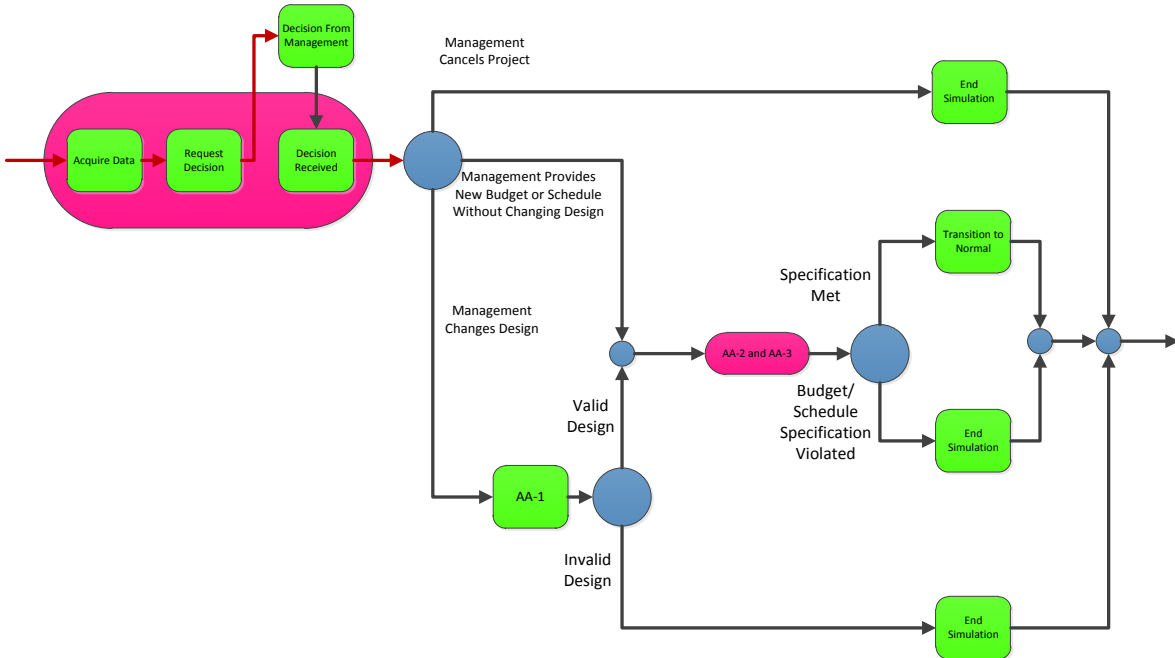 Decision From
Management
Management
Cancels Project
End
Simulation
Acquire Data
Request
Decision
Decision
Received
Management Provides
New Budget or Schedule
Without Changing Design
Transition to
Normal
Specification
Met
Management
Changes Design
AA-2 and AA-3
Budget/
Schedule
Specification
Violated
Valid
Design
End
Simulation
AA-1
Invalid
Design
End
Simulation